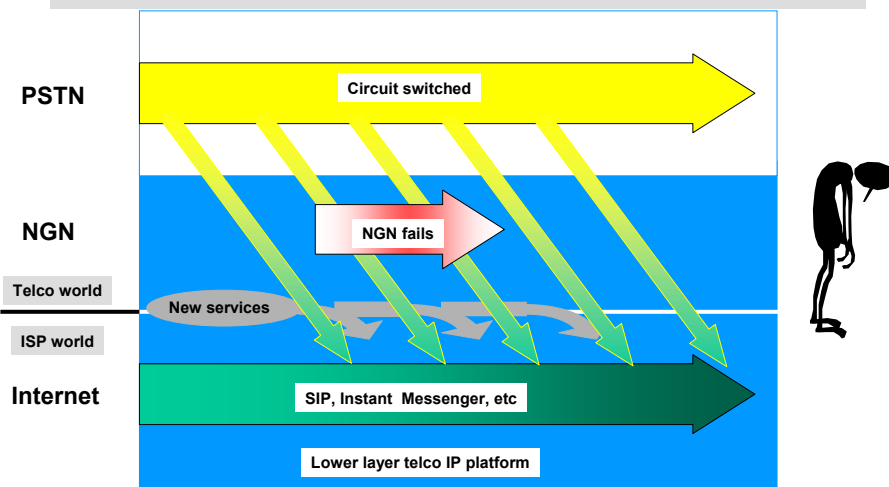 PSTN
Circuit switched
NGN
NGN fails
Telco world
New services
ISP world
Internet
SIP, Instant Messenger, etc
Lower layer telco IP platform